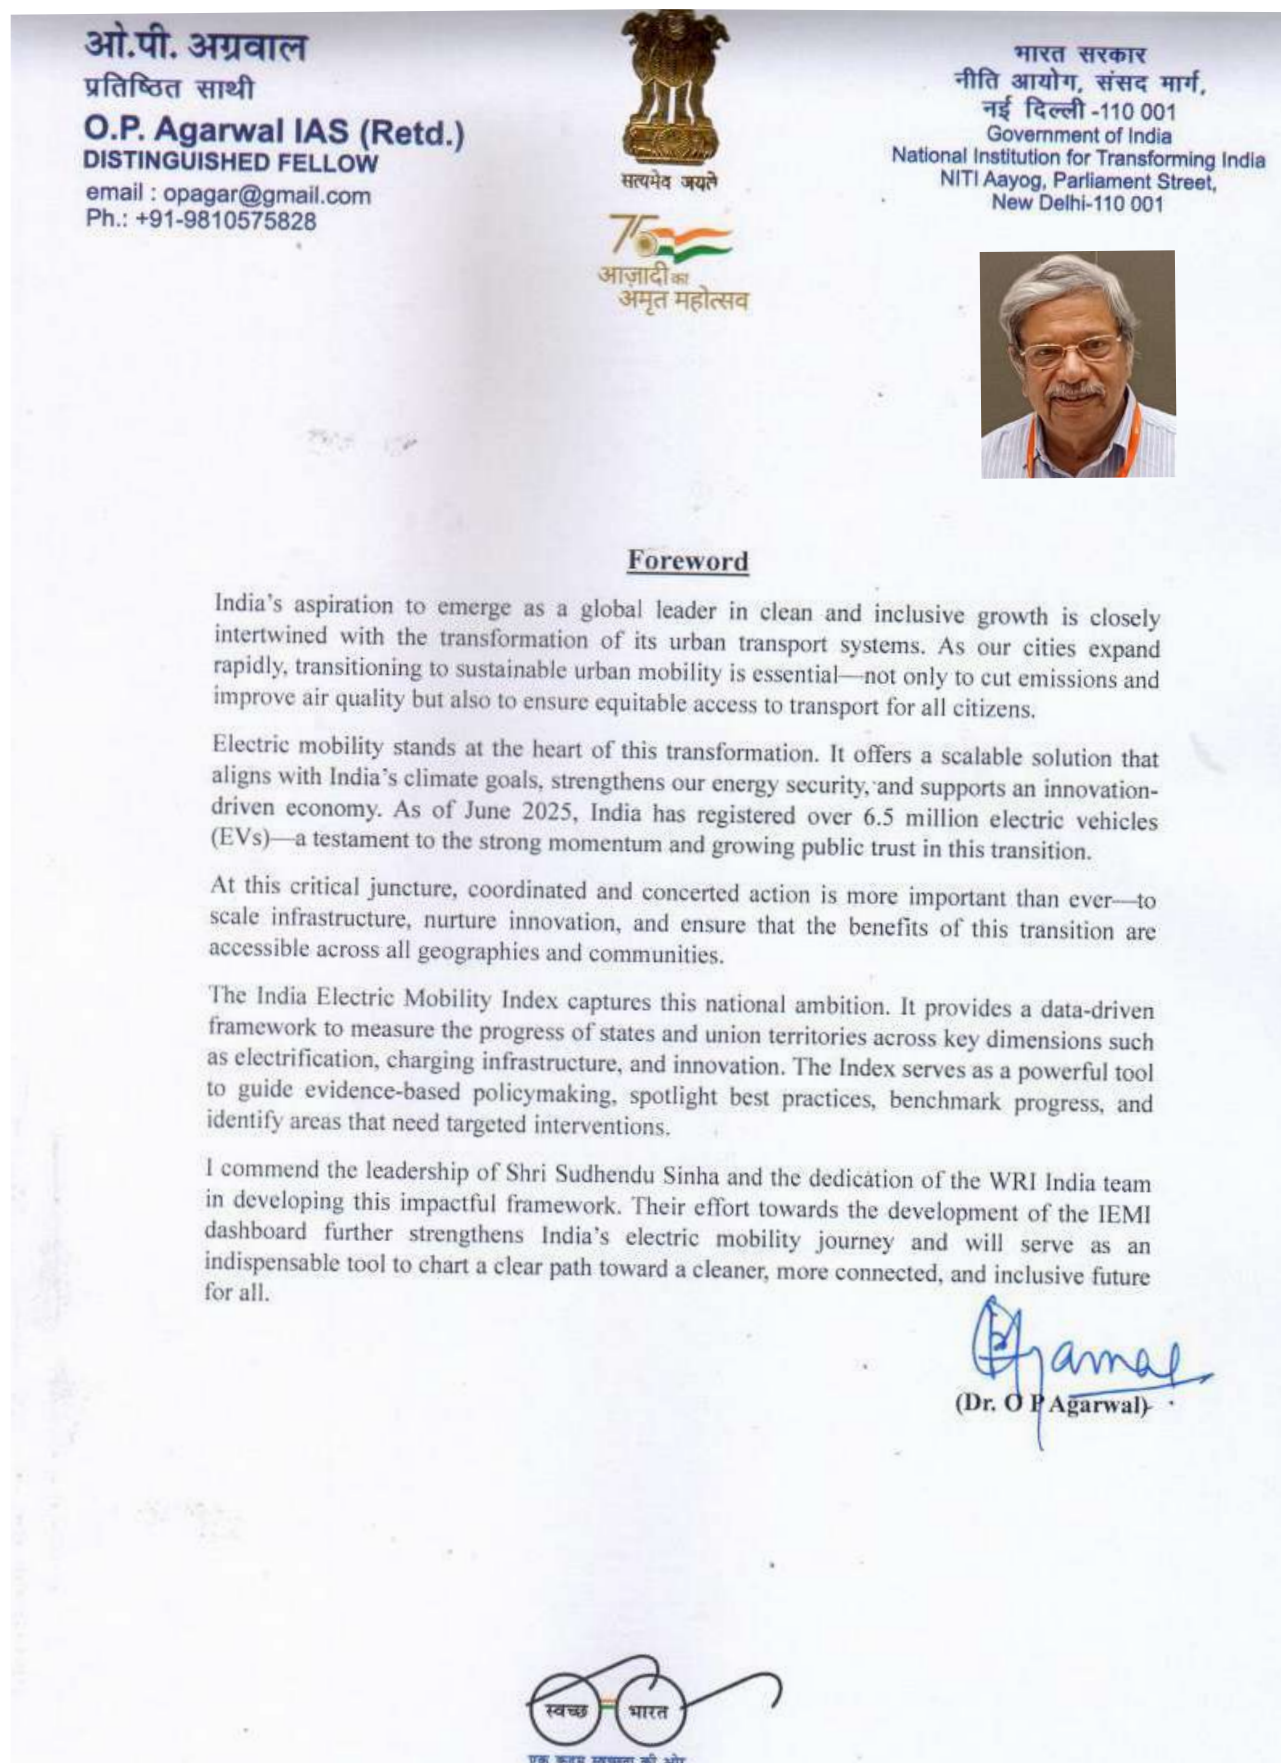 ओ.पी. अग्रवाल
प्रतिष्ठित साथी
O.P. Agarwal IAS (Retd.)
DISTINGUISHED FELLOW
email : opagar@gmail.com
Ph.: +91-9810575828
सत्यमेव जयते
75
आज़ादी का
अमृत महोत्सव
भारत सरकार
नीति आयोग, संसद मार्ग,
नई दिल्ली -110 001
Government of India
National Institution for Transforming India
NITI Aayog, Parliament Street,
New Delhi-110 001
Foreword
India's aspiration to emerge as a global leader in clean and inclusive growth is closely
intertwined with the transformation of its urban transport systems. As our cities expand
rapidly, transitioning to sustainable urban mobility is essential—not only to cut emissions and
improve air quality but also to ensure equitable access to transport for all citizens.
Electric mobility stands at the heart of this transformation. It offers a scalable solution that
aligns with India's climate goals, strengthens our energy security, and supports an innovation-
driven economy. As of June 2025, India has registered over 6.5 million electric vehicles
(EVs)—a testament to the strong momentum and growing public trust in this transition.
At this critical juncture, coordinated and concerted action is more important than ever—to
scale infrastructure, nurture innovation, and ensure that the benefits of this transition are
accessible across all geographies and communities.
The India Electric Mobility Index captures this national ambition. It provides a data-driven
framework to measure the progress of states and union territories across key dimensions such
as electrification, charging infrastructure, and innovation. The Index serves as a powerful tool
to guide evidence-based policymaking, spotlight best practices, benchmark progress, and
identify areas that need targeted interventions.
I commend the leadership of Shri Sudhendu Sinha and the dedication of the WRI India team
in developing this impactful framework. Their effort towards the development of the IEMI
dashboard further strengthens India's electric mobility journey and will serve as an
indispensable tool to chart a clear path toward a cleaner, more connected, and inclusive future
for all.
(Dr. O P Agarwal)
स्वच्छ भारत
एक कदम स्वच्छता की ओर